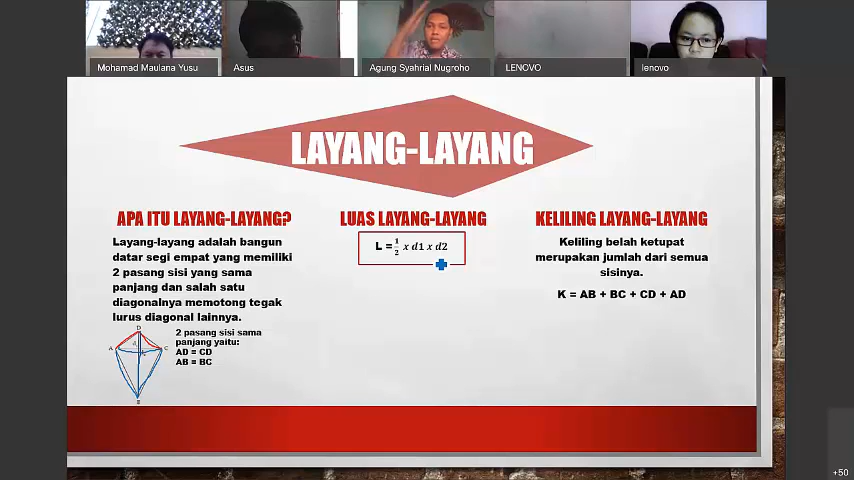 Mohamad Maulana Yusu
Asus
Agung Syahrial Nugroho
LENOVO
lenovo
LAYANG-LAYANG
APA ITU LAYANG-LAYANG?
Layang-layang adalah bangun
datar segi empat yang memiliki
2 pasang sisi yang sama
panjang dan salah satu
diagonalnya memotong tegak
lurus diagonal lainnya.
D
A
C
B
2 pasang sisi sama
panjang yaitu:
AD = CD
AB = BC
LUAS LAYANG-LAYANG
L = 1/2 x d1 x d2
KELILING LAYANG-LAYANG
Keliling belah ketupat
merupakan jumlah dari semua
sisinya.
K = AB + BC + CD + AD
+50